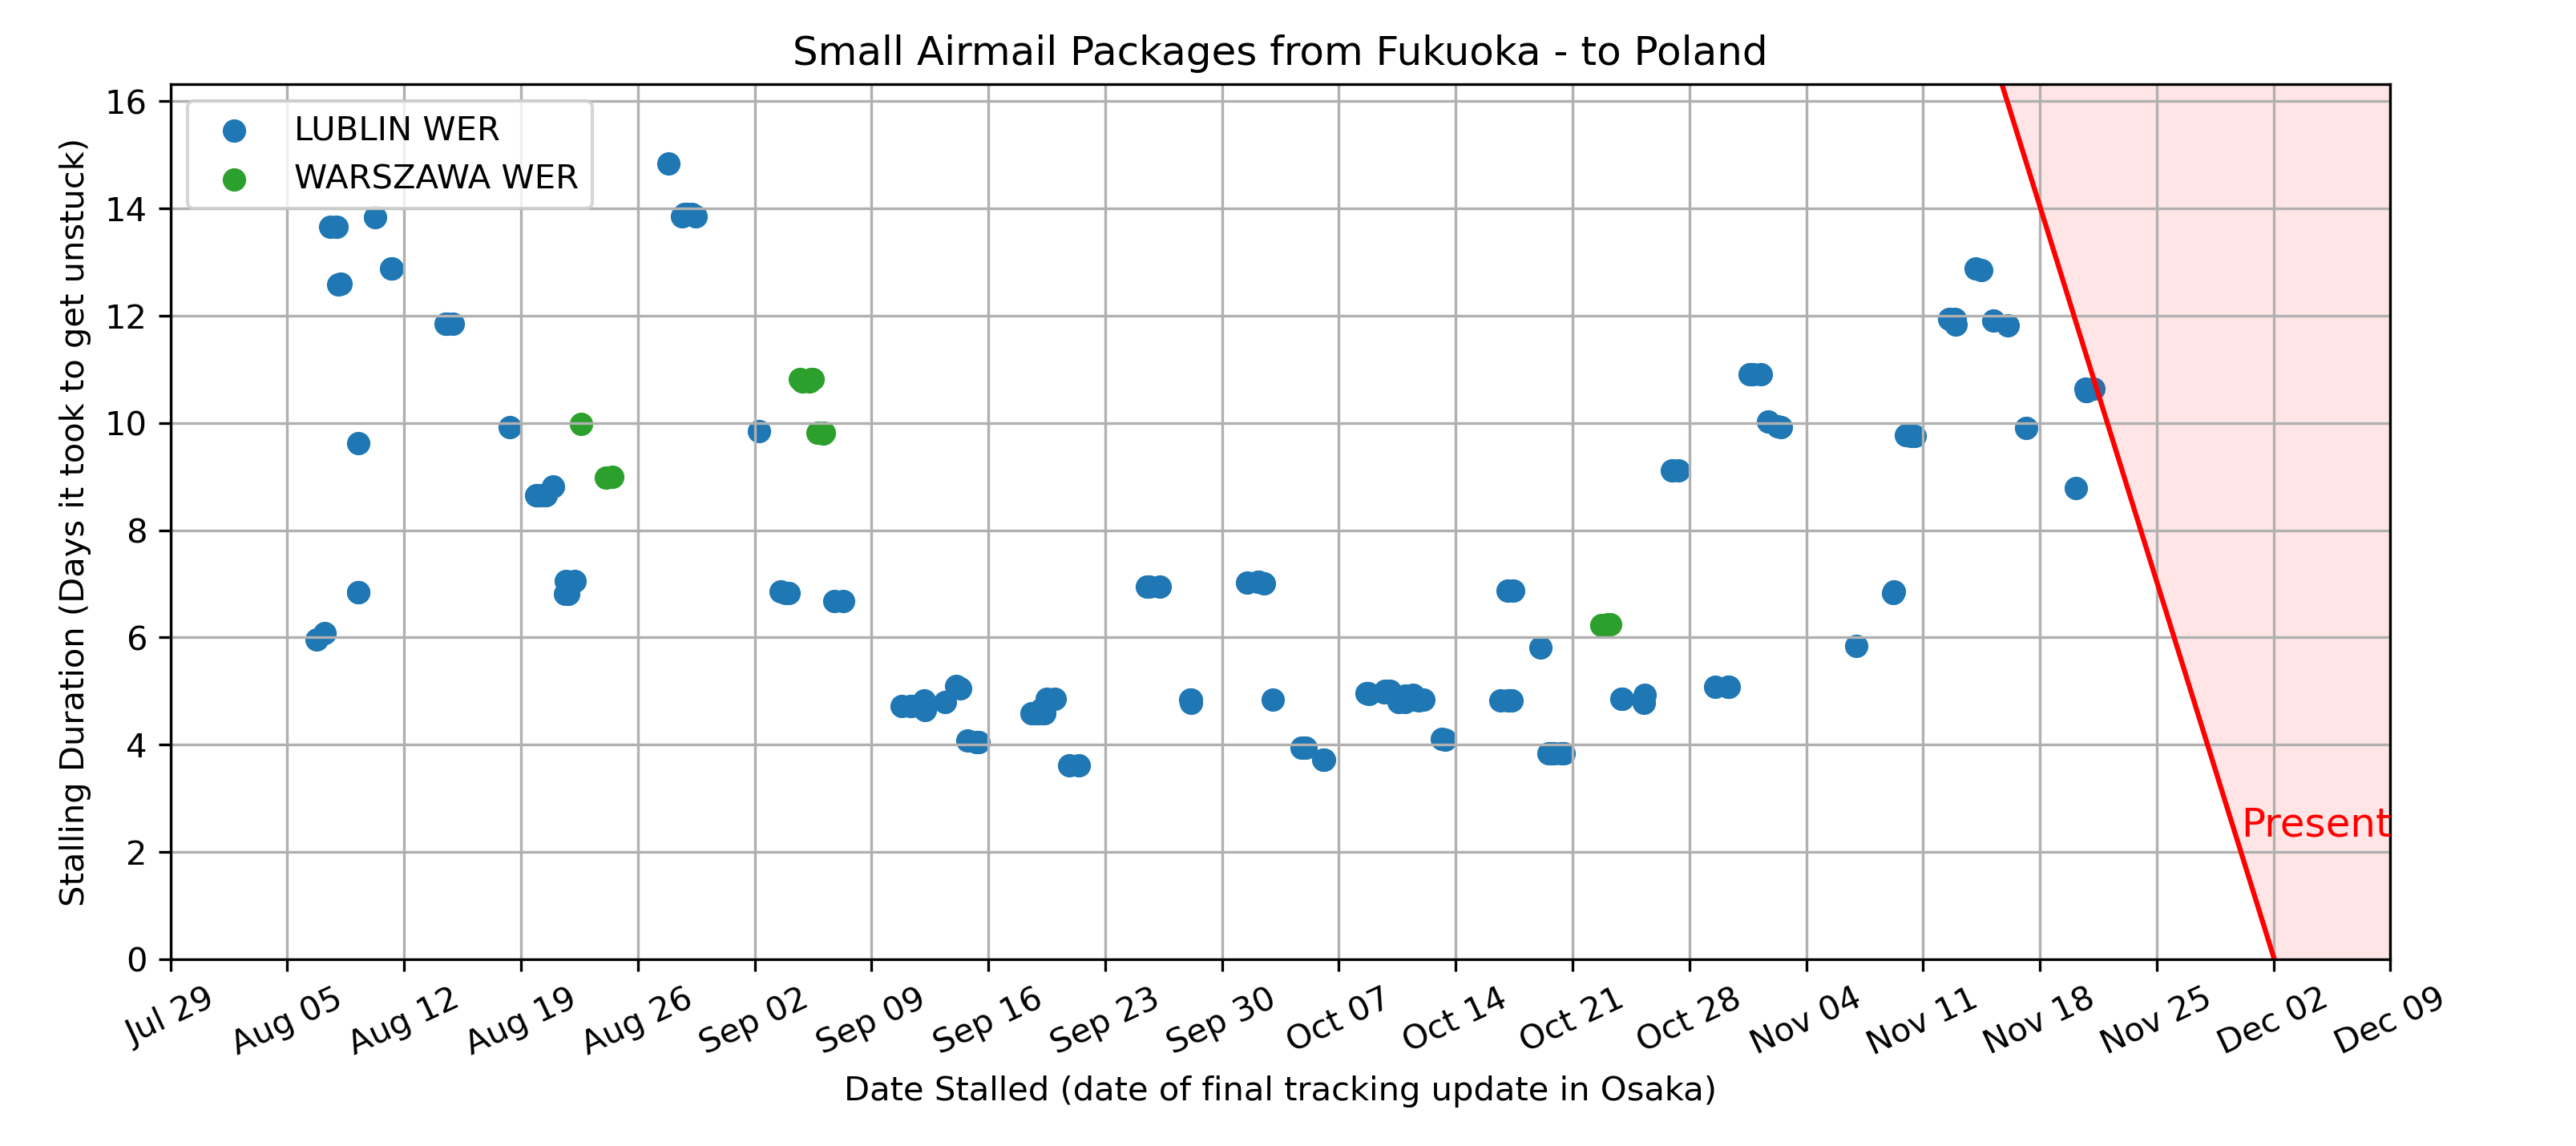 Small Airmail Packages from Fukuoka - to Poland
LUBLIN WER
WARSZAWA WER
Stalling Duration (Days it took to get unstuck)
16
14
12
10
8
6
4
2
0
Present
Jul 29
Aug 05
Aug 12
Aug 19
Aug 26
Sep 02
Sep 09
Sep 16
Sep 23
Sep 30
Oct 07
Oct 14
Oct 21
Oct 28
Nov 04
Nov 11
Nov 18
Nov 25
Dec 02
Dec 09
Date Stalled (date of final tracking update in Osaka)